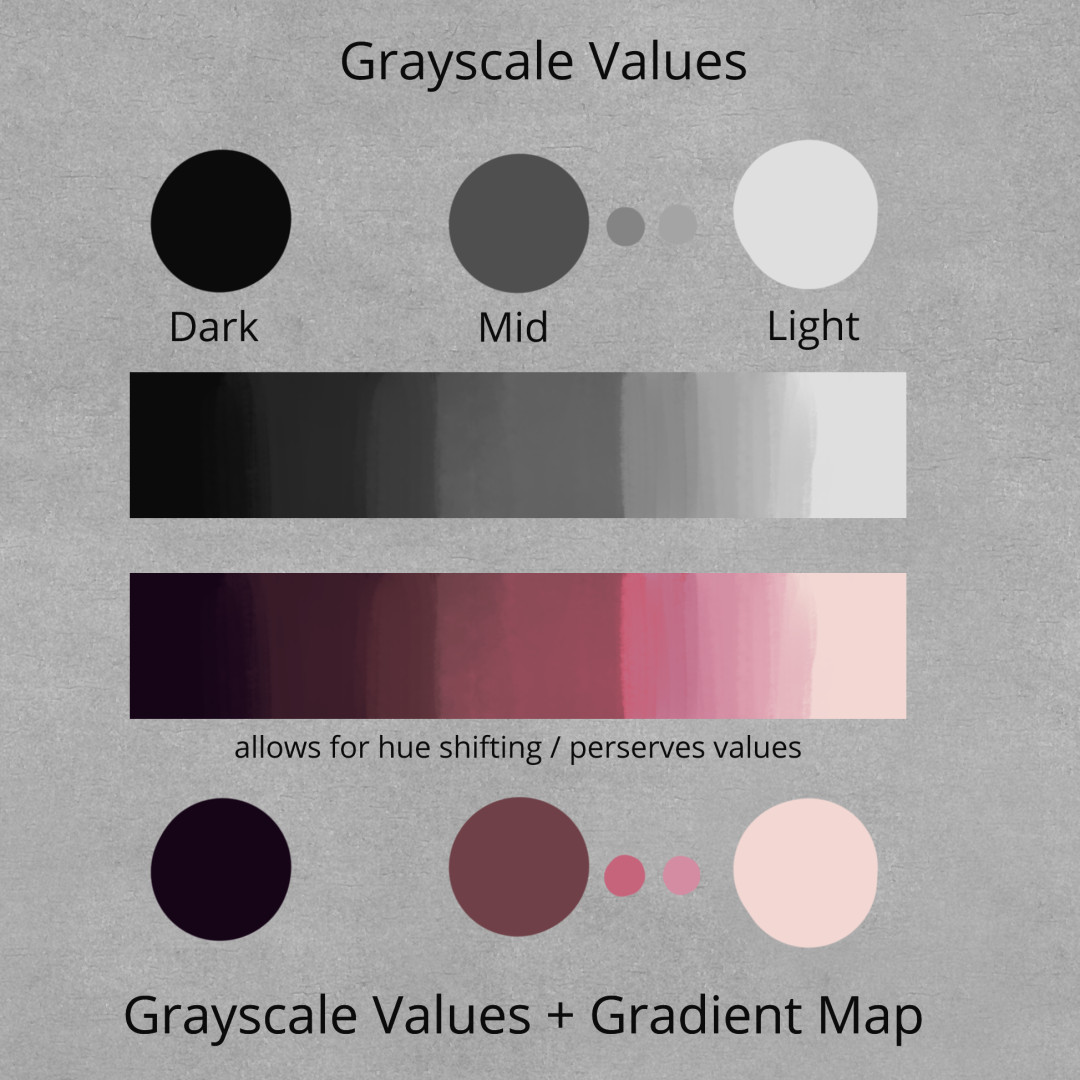 Grayscale Values
Dark
Mid
Light
allows for hue shifting / perserves values
Grayscale Values + Gradient Map